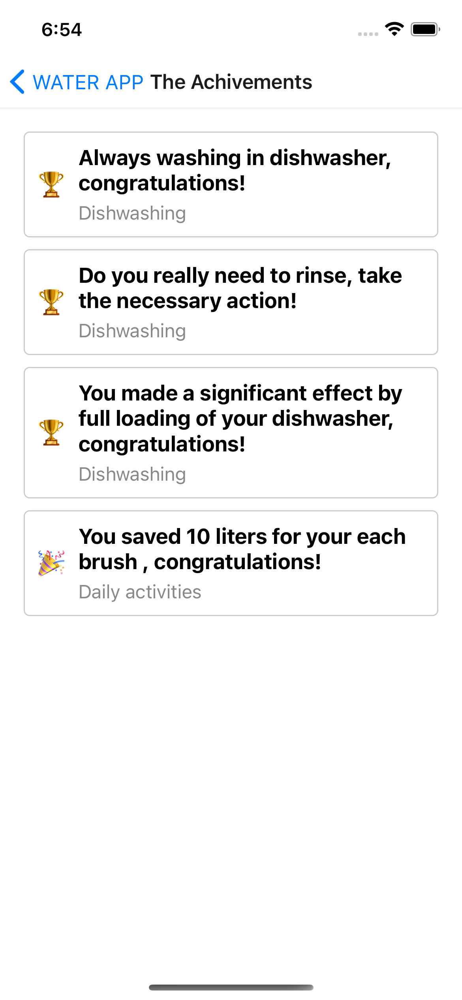 6:54
WATER APP The Achivements
Always washing in dishwasher,
congratulations!
Dishwashing
Do you really need to rinse, take
the necessary action!
Dishwashing
You made a significant effect by
full loading of your dishwasher,
congratulations!
Dishwashing
You saved 10 liters for your each
brush , congratulations!
Daily activities